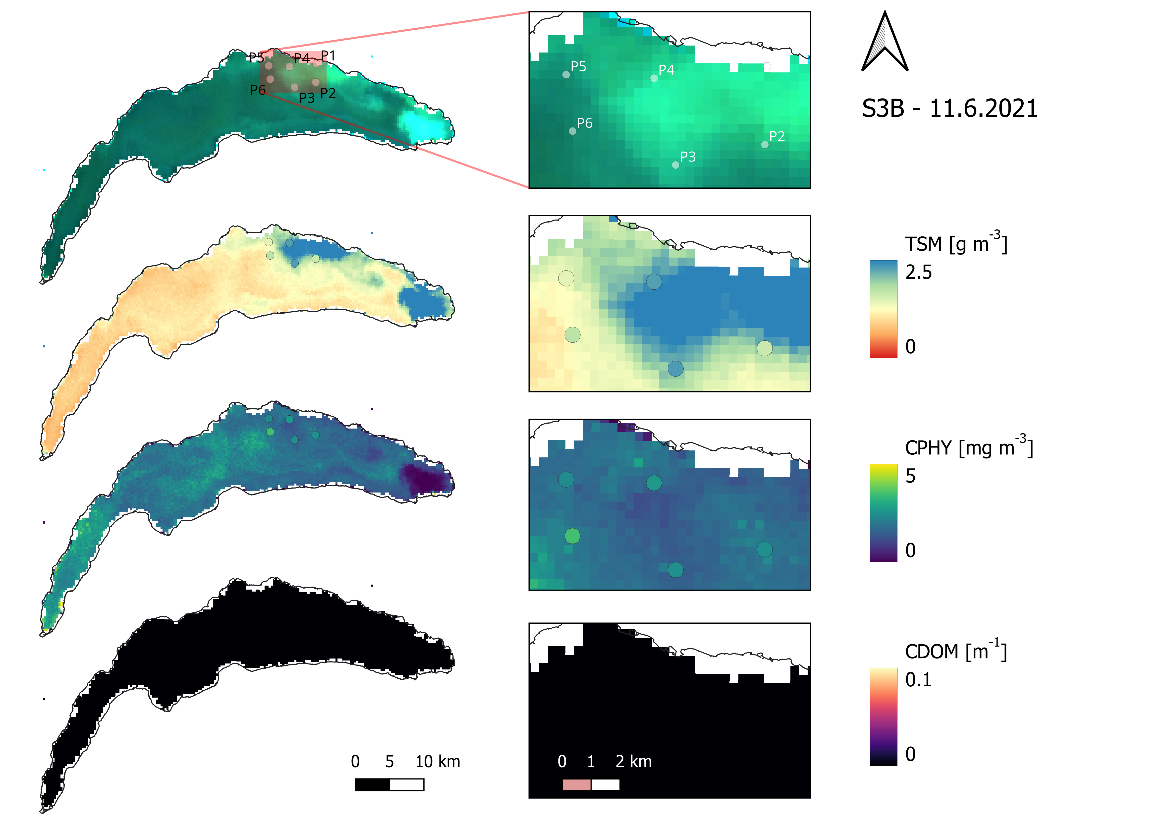 P5 P4 P1
P6 P3 P2
P5 P4
P6
P3 P2
S3B - 11.6.2021
TSM [g m-3]
2.5
0
CPHY [mg m-3]
5
0
CDOM [m-1]
0.1
0
0 5 10 km
0 1 2 km